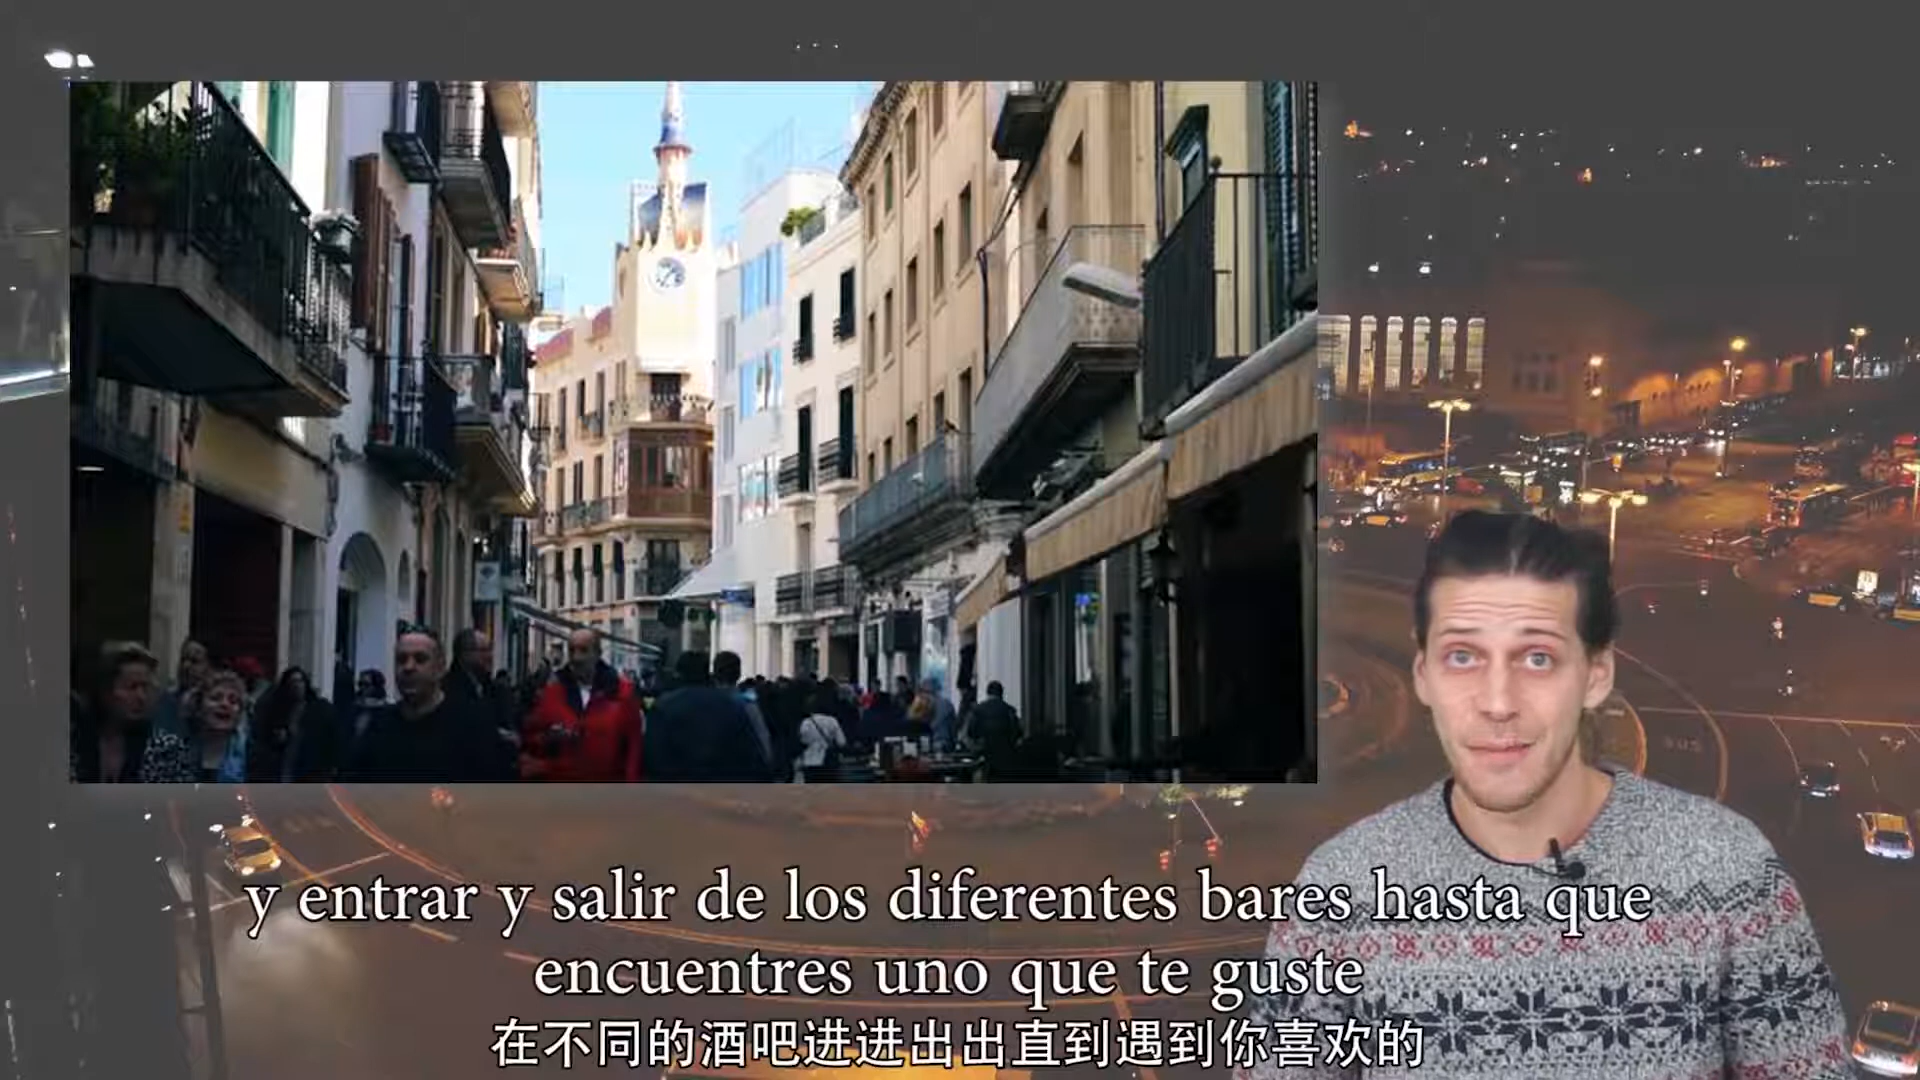 y entrar y salir de los diferentes bares hasta que
encuentres uno que te guste
在不同的酒吧进进出出直到遇到你喜欢的